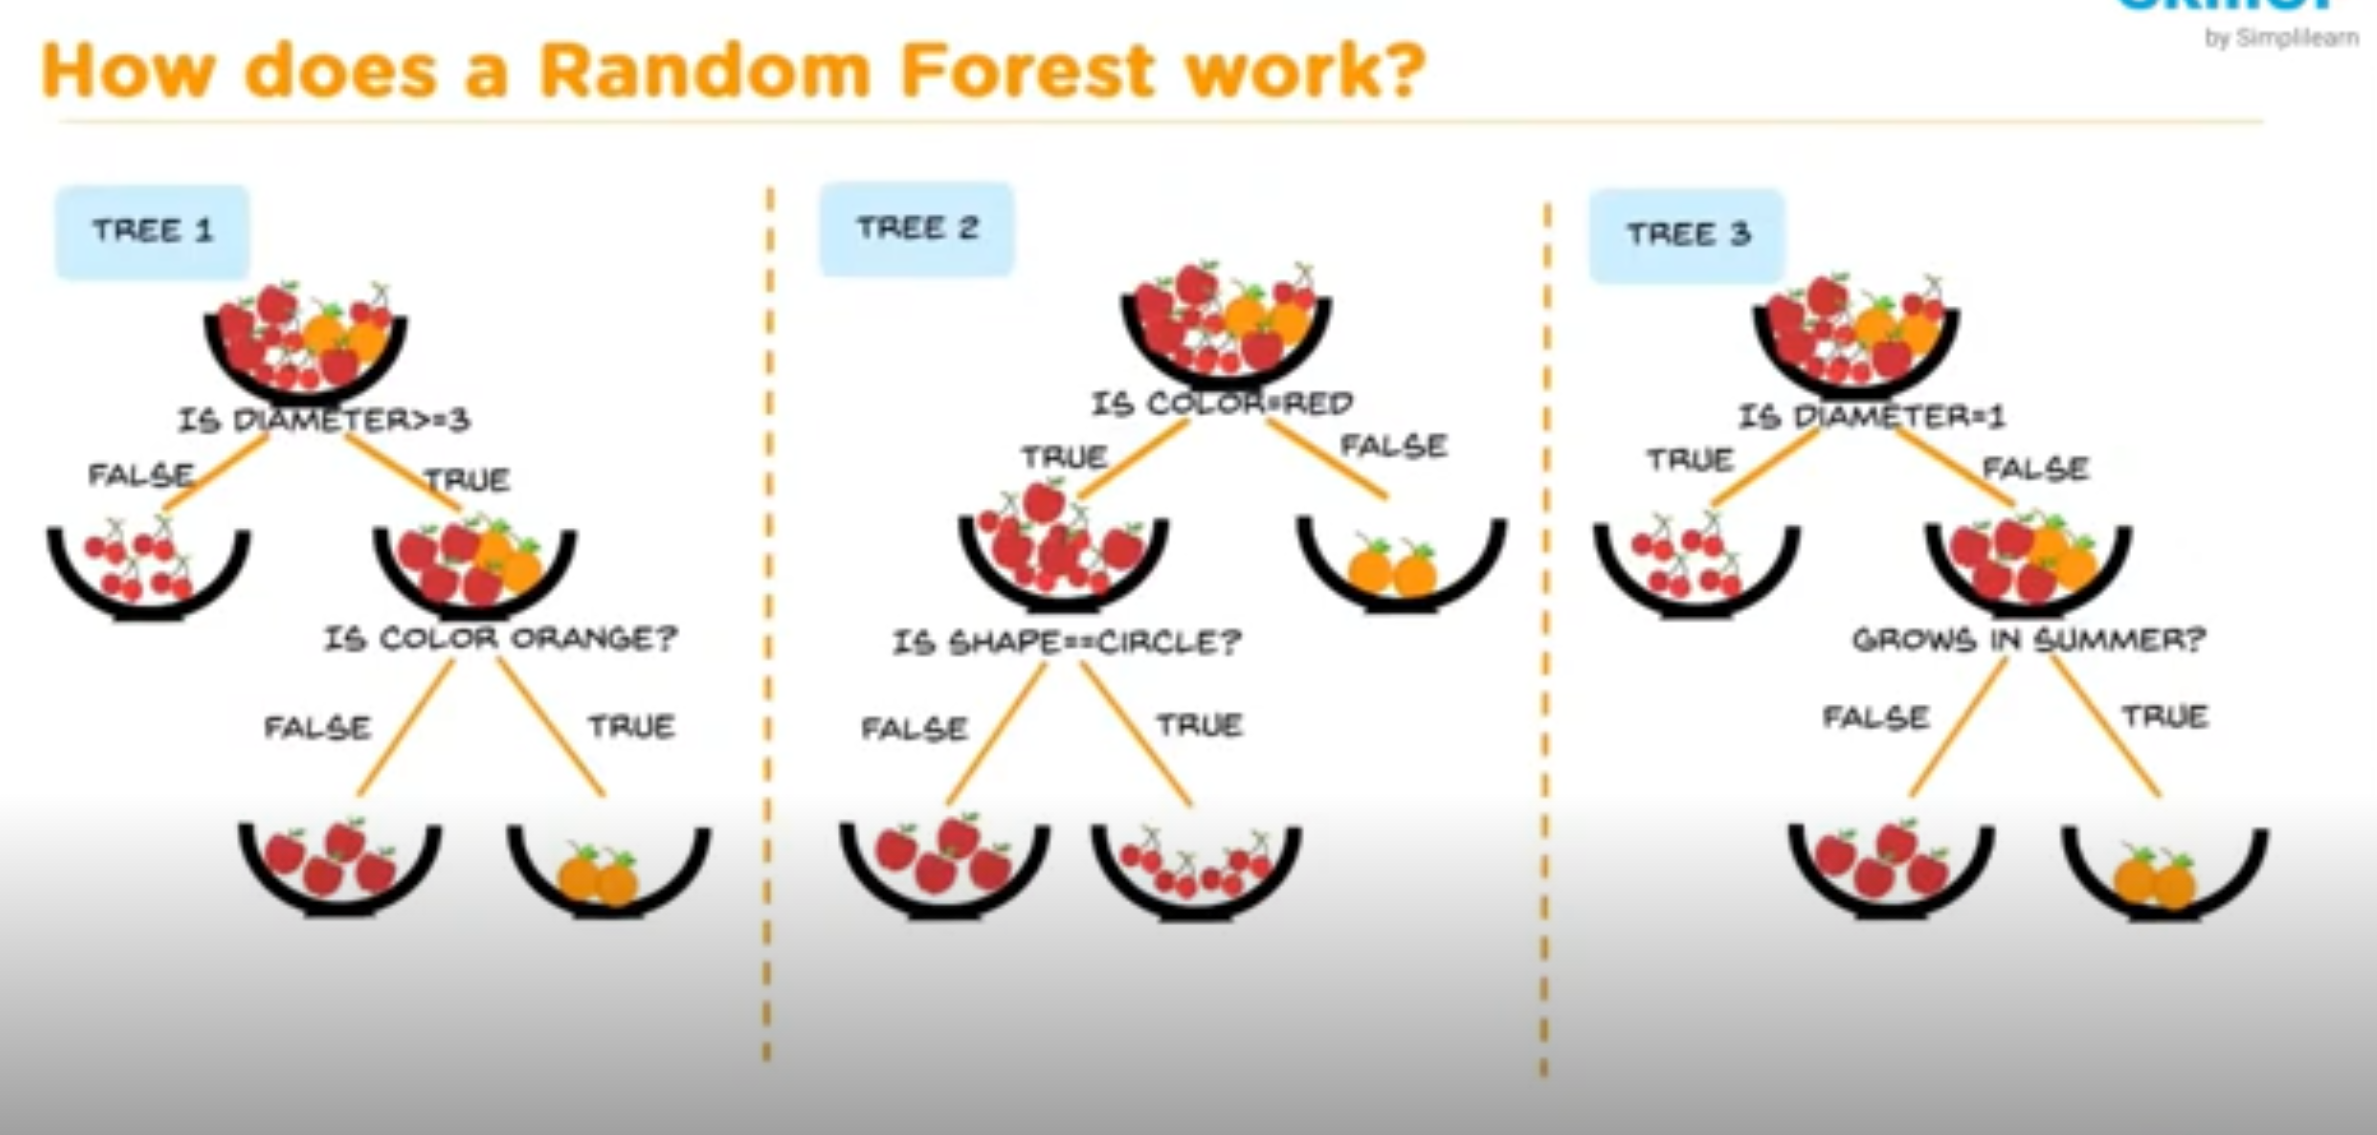 by Simplilearn
How does a Random Forest work?
TREE 1
IS DIAMETER>=3
FALSE
TRUE
IS COLOR ORANGE?
FALSE
TRUE
TREE 2
IS COLOR=RED
TRUE
FALSE
IS SHAPE==CIRCLE?
FALSE
TRUE
TREE 3
IS DIAMETER=1
TRUE
FALSE
GROWS IN SUMMER?
FALSE
TRUE